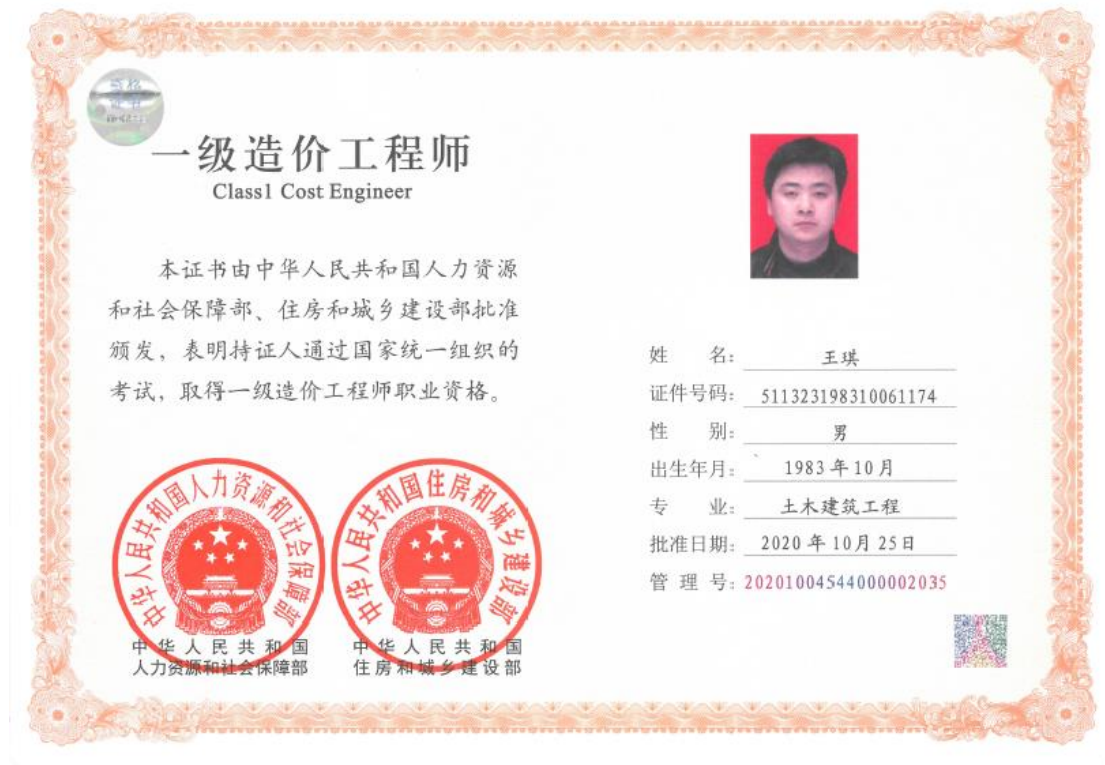 资格
证书
一级造价工程师
Class1 Cost Engineer
本证书由中华人民共和国人力资源
和社会保障部、住房和城乡建设部批准
颁发，表明持证人通过国家统一组织的
考试，取得一级造价工程师职业资格。
中华人民共和国人力资源和社会保障部
中华人民共和国
人力资源和社会保障部
中华人民共和国住房和城乡建设部
中华人民共和国
住房和城乡建设部
姓 名： 王琪
证件号码： 511323198310061174
性 别： 男
出生年月： 1983年10月
专 业： 土木建筑工程
批准日期： 2020年10月25日
管 理 号：20201004544000002035